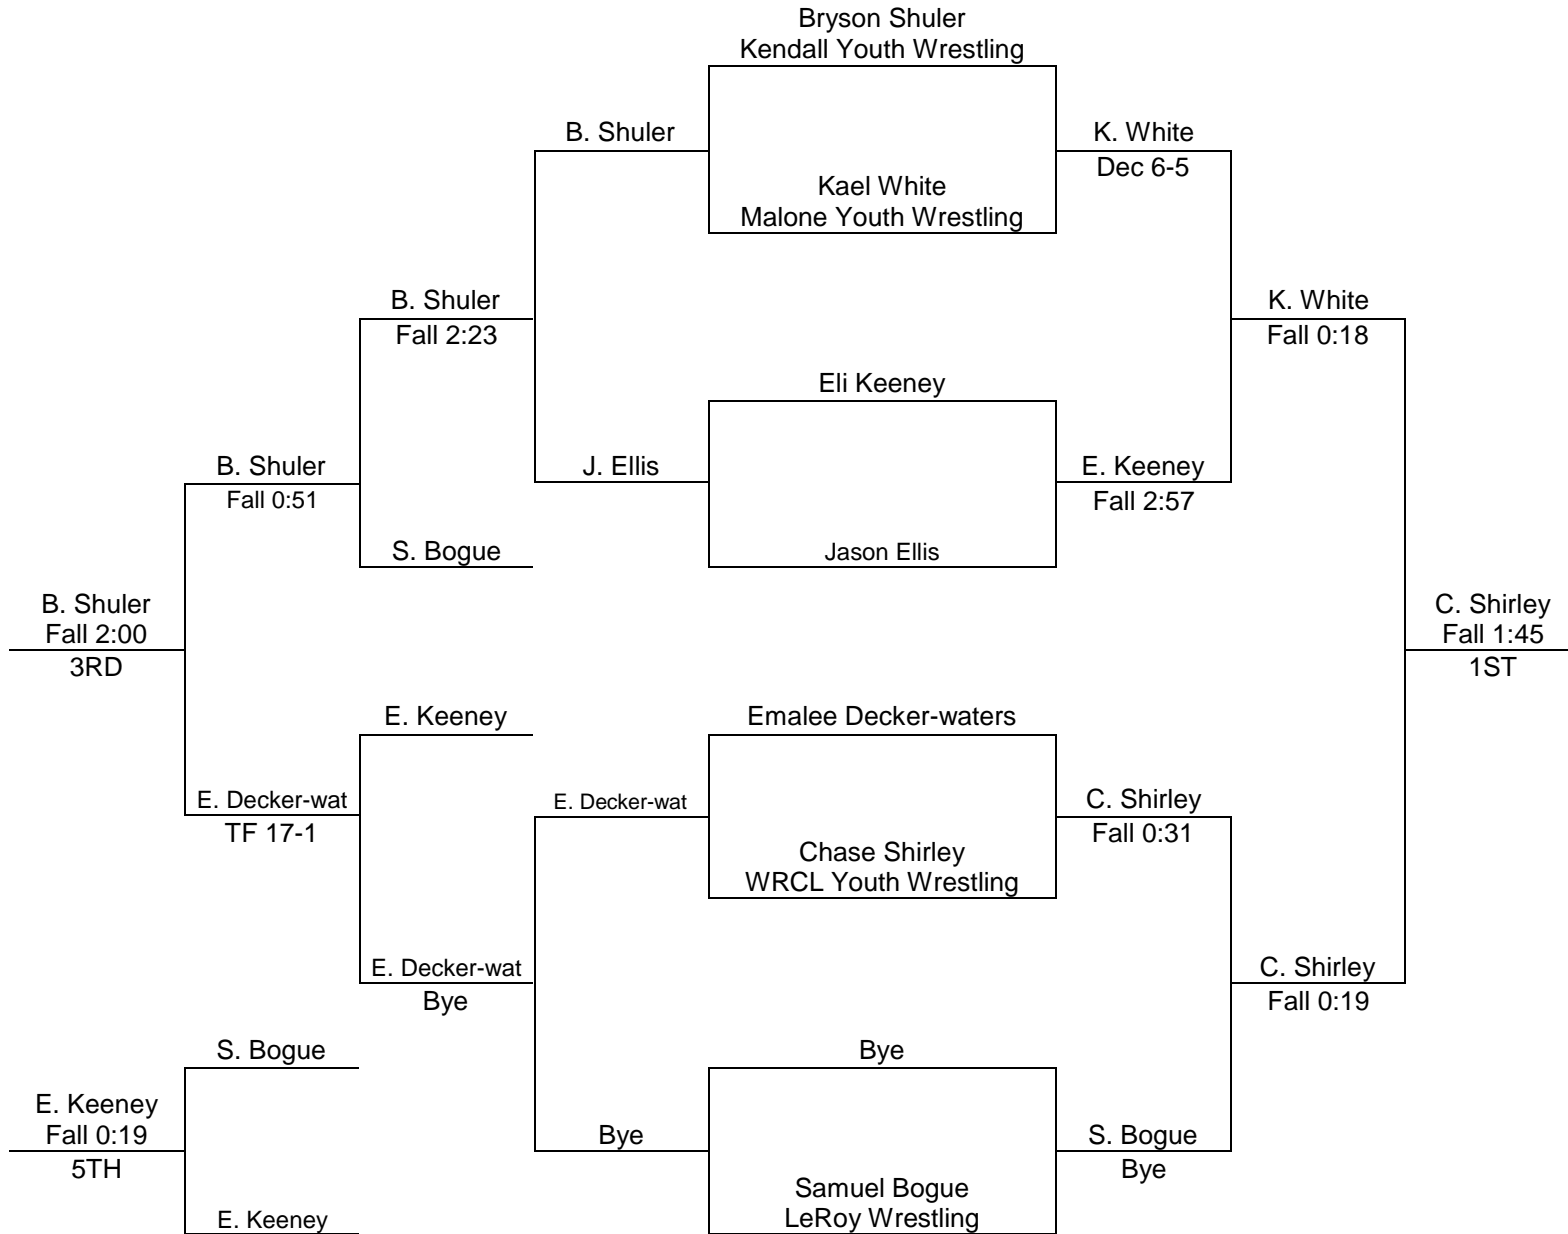 Bryson Shuler
Kendall Youth Wrestling
B. Shuler
K. White
Dec 6-5
Kael White
Malone Youth Wrestling
B. Shuler
Fall 2:23
K. White
Fall 0:18
Eli Keeney
B. Shuler
Fall 0:51
J. Ellis
E. Keeney
Fall 2:57
S. Bogue
Jason Ellis
B. Shuler
Fall 2:00
3RD
C. Shirley
Fall 1:45
1ST
E. Keeney
Emalee Decker-waters
E. Decker-wat
TF 17-1
E. Decker-wat
C. Shirley
Fall 0:31
Chase Shirley
WRCL Youth Wrestling
E. Decker-wat
Bye
C. Shirley
Fall 0:19
S. Bogue
Bye
E. Keeney
Fall 0:19
5TH
Bye
S. Bogue
Bye
Samuel Bogue
LeRoy Wrestling
E. Keeney